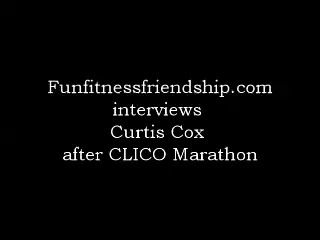 Funfitnessfriendship.com
interviews
Curtis Cox
after CLICO Marathon